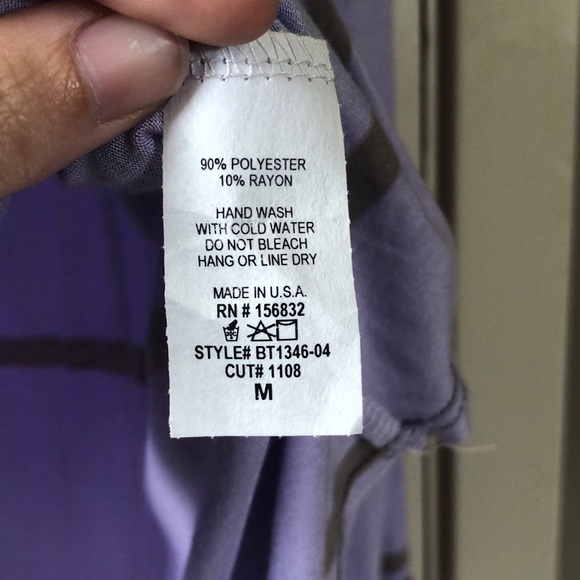 90% POLYESTER
10% RAYON
HAND WASH
WITH COLD WATER
DO NOT BLEACH
HANG OR LINE DRY
MADE IN U.S.A.
RN # 156832
STYLE# BT1346-04
CUT# 1108
M